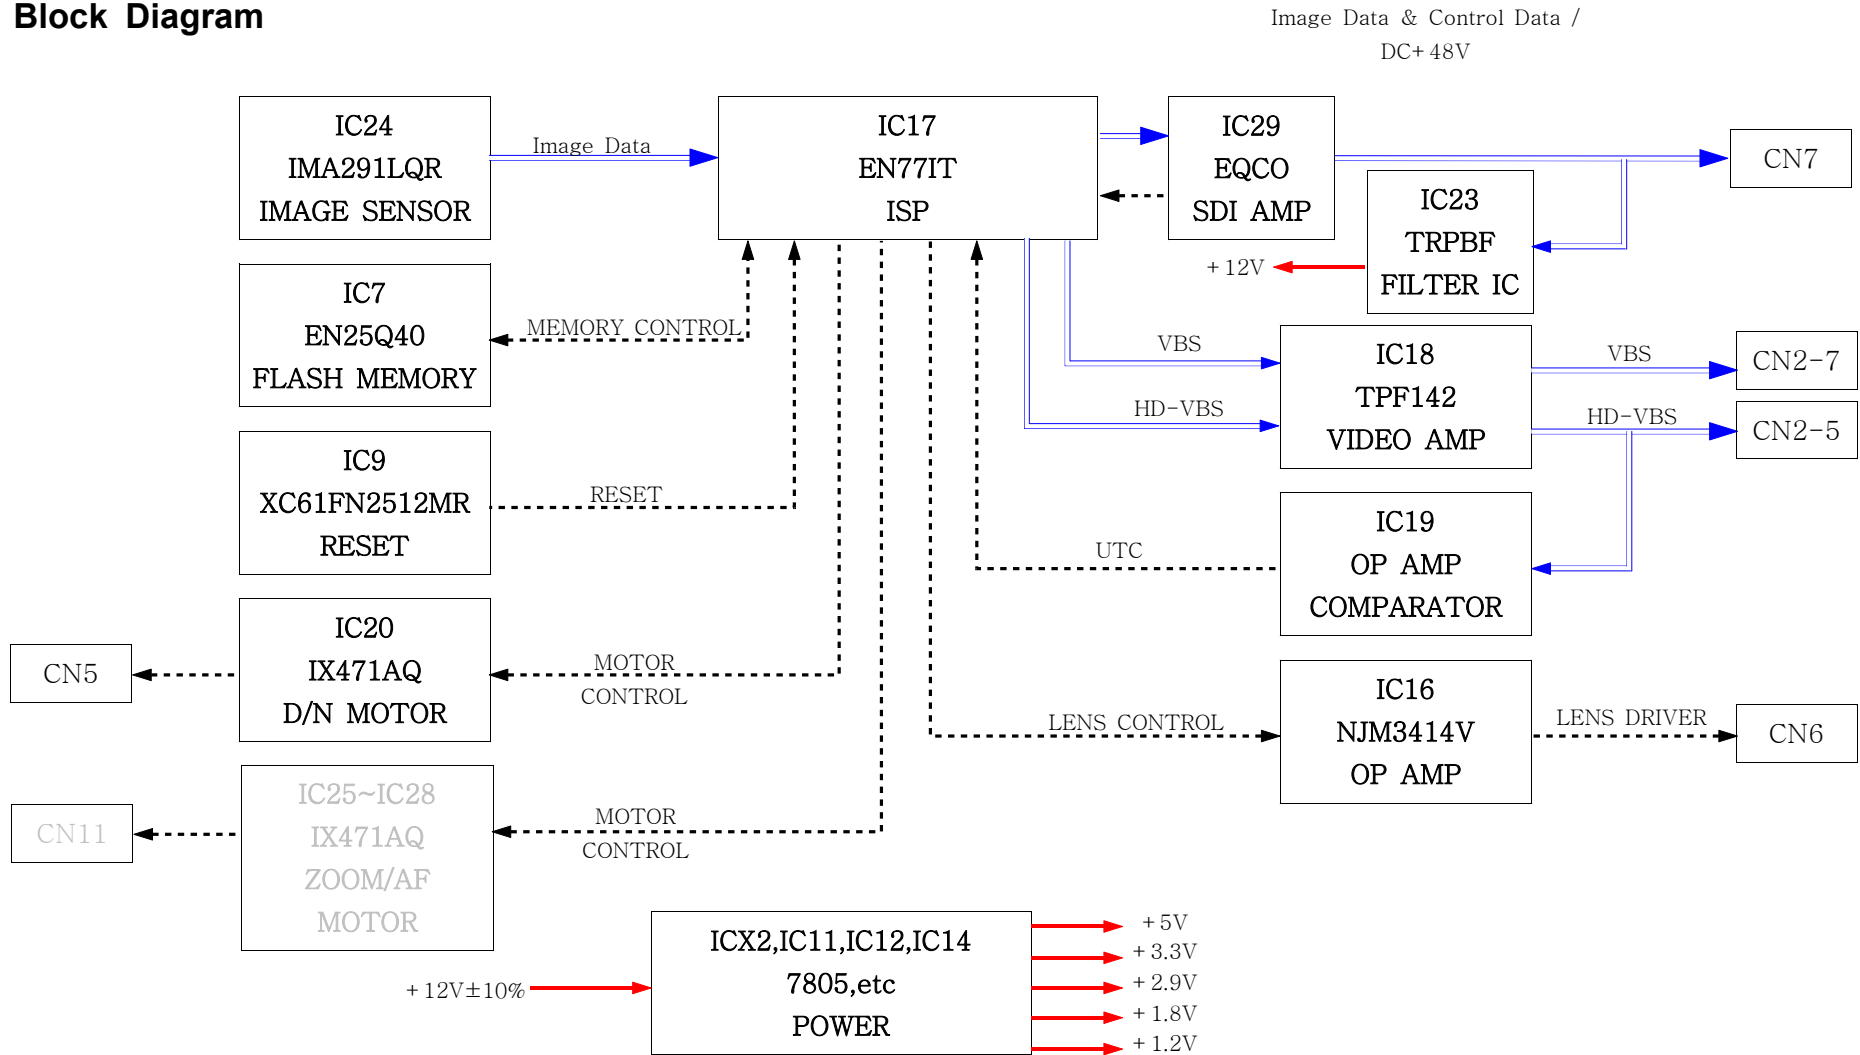 Block Diagram
Image Data & Control Data /
DC+48V
IC24
IMA291LQR
IMAGE SENSOR
Image Data
IC17
EN77IT
ISP
IC29
EQCO
SDI AMP
CN7
IC23
TRPBF
FILTER IC
+12V
IC7
EN25Q40
FLASH MEMORY
MEMORY CONTROL
VBS
HD-VBS
IC18
TPF142
VIDEO AMP
VBS
CN2-7
HD-VBS
CN2-5
IC9
XC61FN2512MR
RESET
RESET
UTC
IC19
OP AMP
COMPARATOR
CN5
IC20
IX471AQ
D/N MOTOR
MOTOR
CONTROL
LENS CONTROL
IC16
NJM3414V
OP AMP
LENS DRIVER
CN6
CN11
IC25~IC28
IX471AQ
ZOOM/AF
MOTOR
MOTOR
CONTROL
+12V±10%
ICX2,IC11,IC12,IC14
7805,etc
POWER
+5V
+3.3V
+2.9V
+1.8V
+1.2V